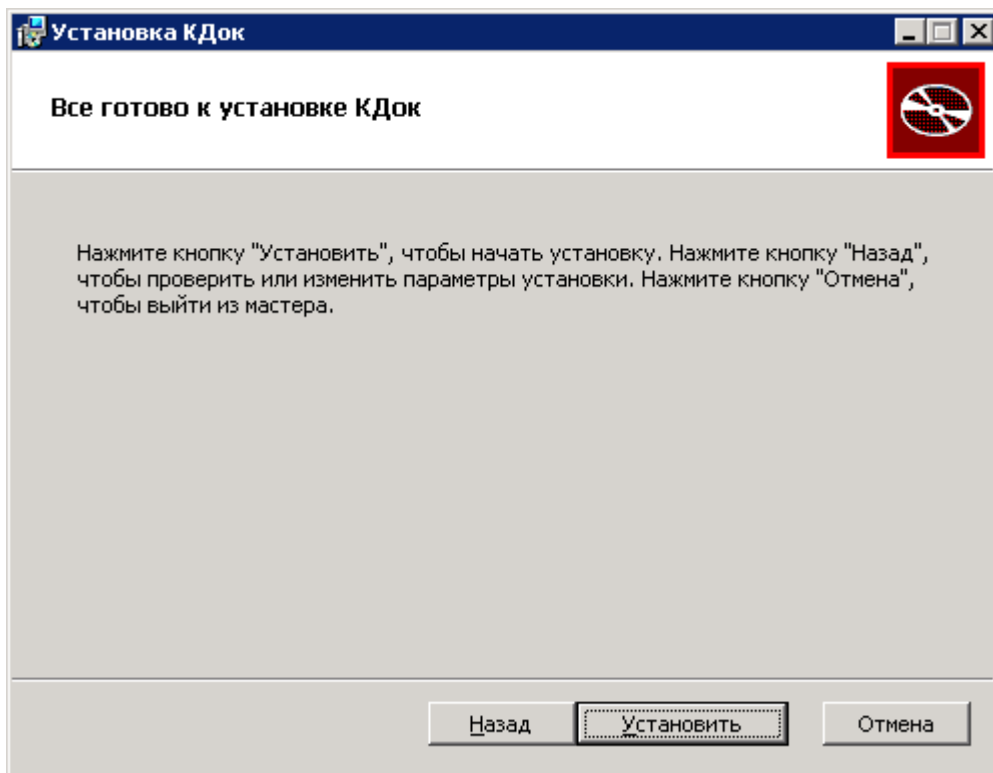 Установка КДок
Все готово к установке КДок
Нажмите кнопку "Установить", чтобы начать установку. Нажмите кнопку "Назад",
чтобы проверить или изменить параметры установки. Нажмите кнопку "Отмена",
чтобы выйти из мастера.
Назад
Установить
Отмена